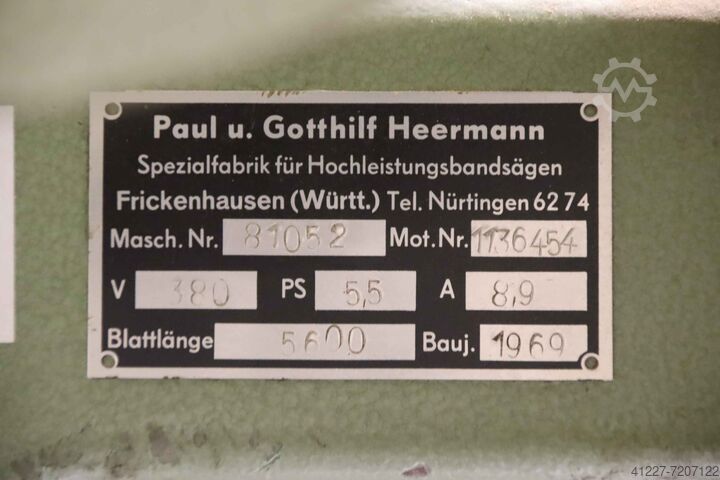 Paul u. Gotthilf Heermann
Spezialfabrik für Hochleistungsbandsägen
Frickenhausen (Württ.) Tel. Nürtingen 62 74
Masch. Nr. 81052 Mot. Nr. 1136454
V 380 PS 5,5 A 8,9
Blattlänge 5600 Bauj. 1969
41227-7207122